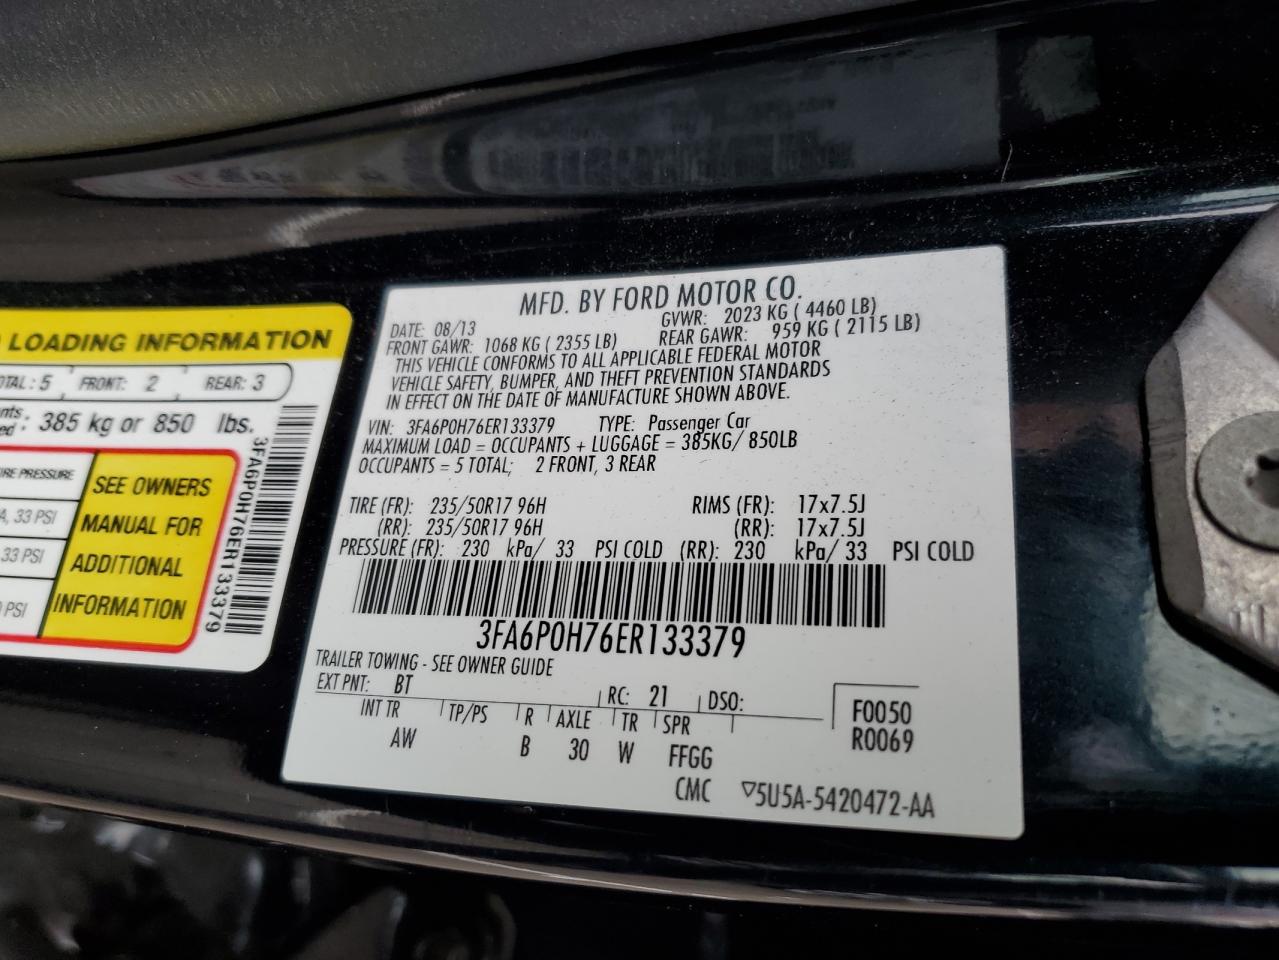 LOADING INFORMATION
OTAL: 5 FRONT: 2 REAR: 3
385 kg or 850 lbs.
IRE PRESSURE
33 PSI
33 PSI
PSI
SEE OWNERS
MANUAL FOR
ADDITIONAL
INFORMATION
3FA6P0H76ER133379
MFD. BY FORD MOTOR CO.
DATE: 08/13 GVWR: 2023 KG ( 4460 LB)
FRONT GAWR: 1068 KG ( 2355 LB) REAR GAWR: 959 KG ( 2115 LB)
THIS VEHICLE CONFORMS TO ALL APPLICABLE FEDERAL MOTOR
VEHICLE SAFETY, BUMPER, AND THEFT PREVENTION STANDARDS
IN EFFECT ON THE DATE OF MANUFACTURE SHOWN ABOVE.
VIN: 3FA6P0H76ER133379 TYPE: Passenger Car
MAXIMUM LOAD = OCCUPANTS + LUGGAGE = 385KG/ 850LB
OCCUPANTS = 5 TOTAL; 2 FRONT, 3 REAR
TIRE (FR): 235/50R17 96H RIMS (FR): 17x7.5J
(RR): 235/50R17 96H (RR): 17x7.5J
PRESSURE (FR): 230 kPa/ 33 PSI COLD (RR): 230 kPa/ 33 PSI COLD
3FA6P0H76ER133379
TRAILER TOWING - SEE OWNER GUIDE
EXT PNT: BT RC: 21 DSO:
INT TR TP/PS R AXLE TR SPR F0050
AW B 30 W FFGG R0069
CMC ▽5U5A-5420472-AA